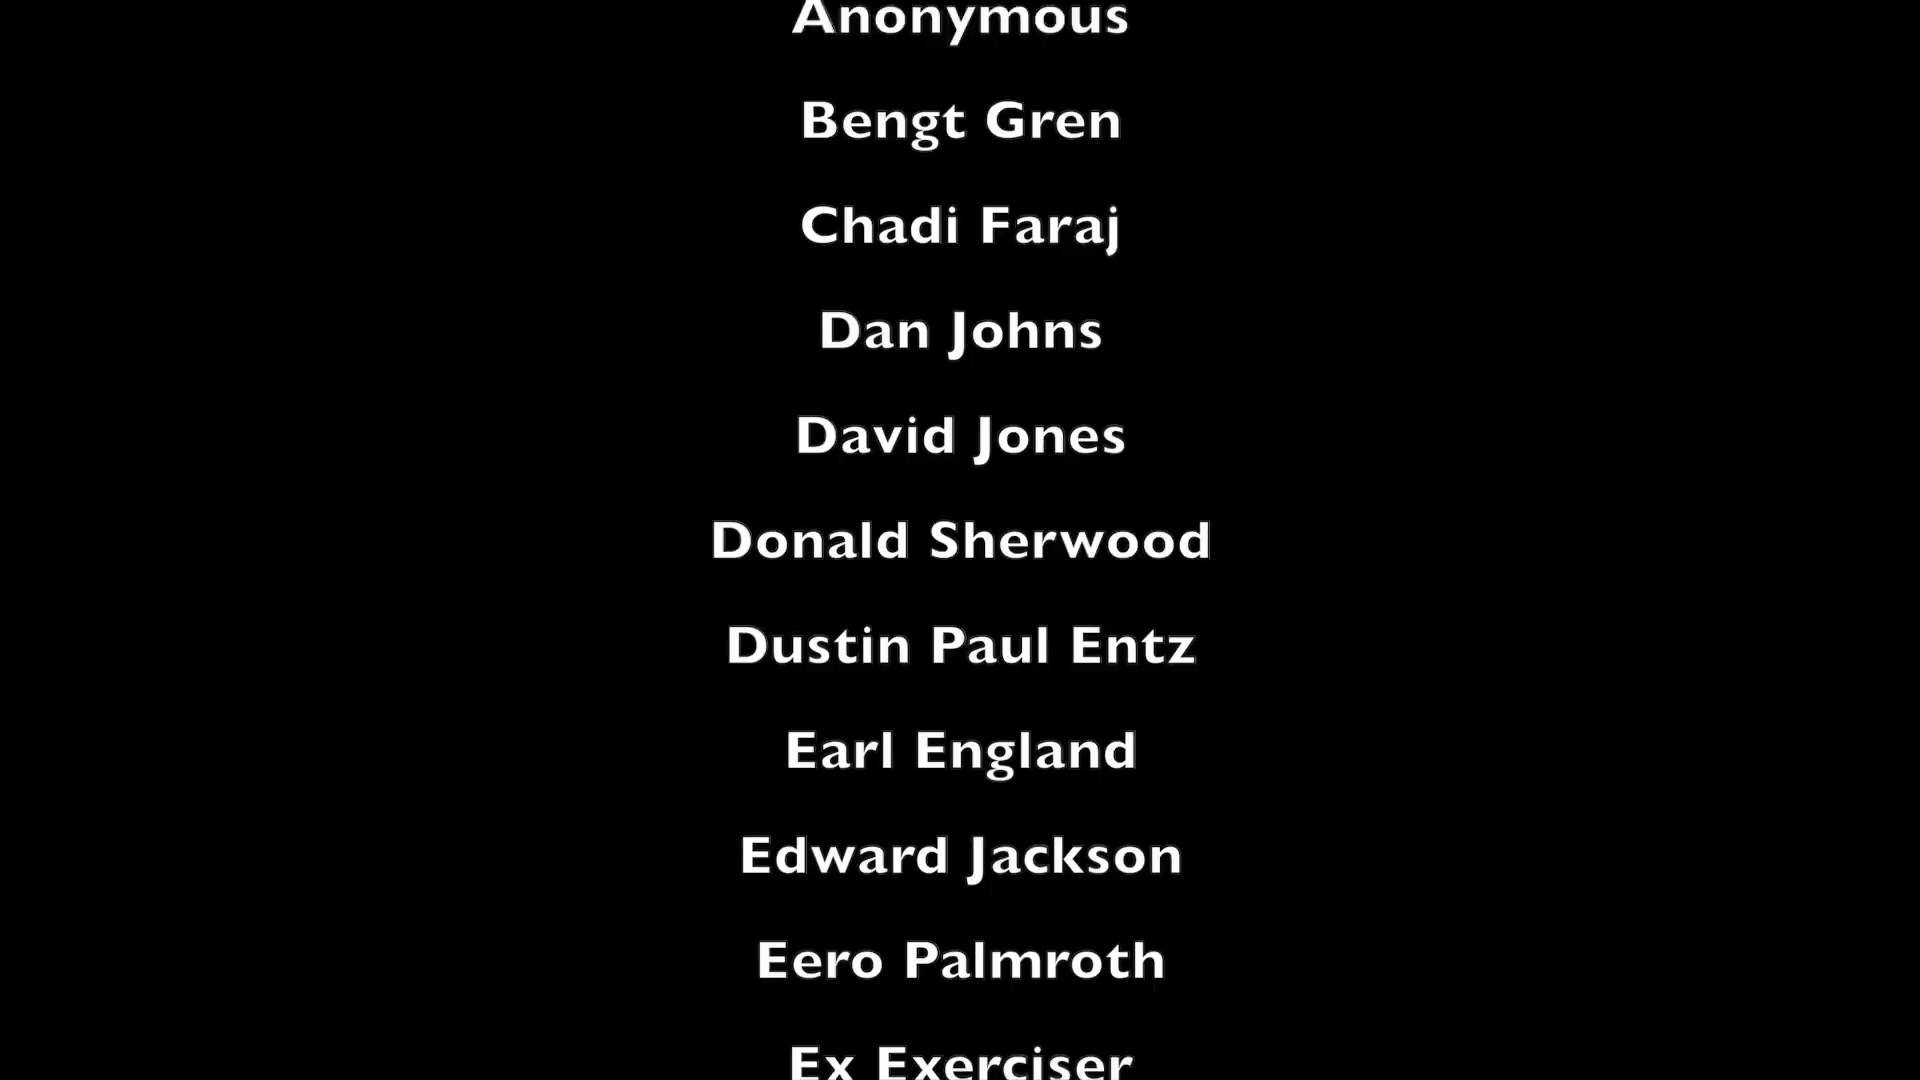 Anonymous
Bengt Gren
Chadi Faraj
Dan Johns
David Jones
Donald Sherwood
Dustin Paul Entz
Earl England
Edward Jackson
Eero Palmroth
Ex Exerciser